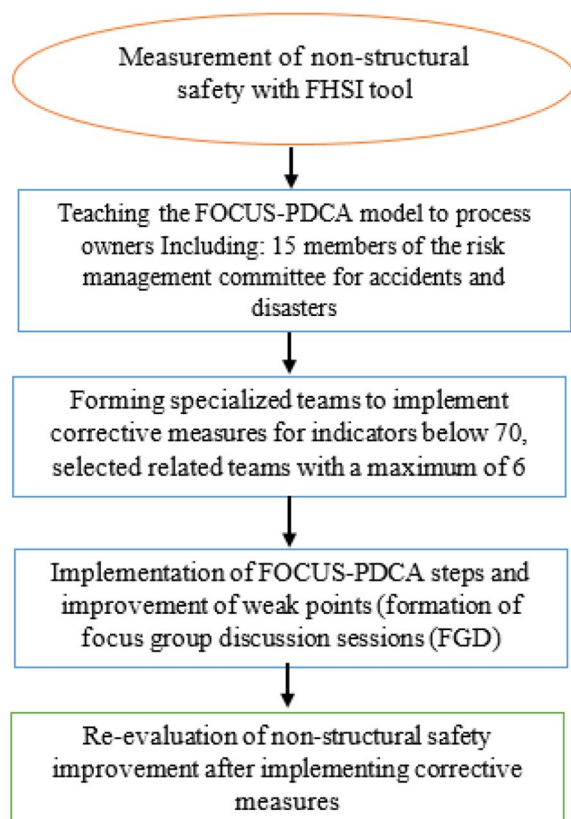 Measurement of non-structural
safety with FHSI tool
Teaching the FOCUS-PDCA model to process
owners Including: 15 members of the risk
management committee for accidents and
disasters
Forming specialized teams to implement
corrective measures for indicators below 70,
selected related teams with a maximum of 6
Implementation of FOCUS-PDCA steps and
improvement of weak points (formation of
focus group discussion sessions (FGD)
Re-evaluation of non-structural safety
improvement after implementing corrective
measures